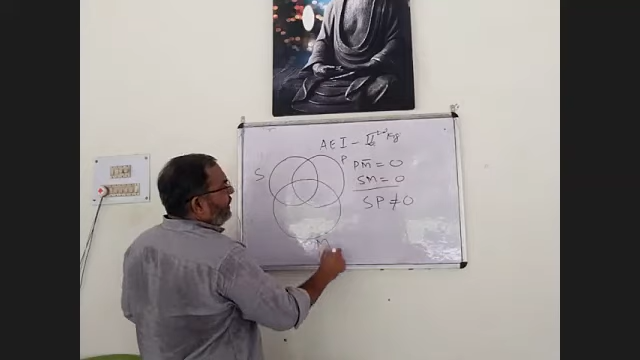 AEI - II
PM̅ = 0
SM = 0
SP ≠ 0
S
P
M